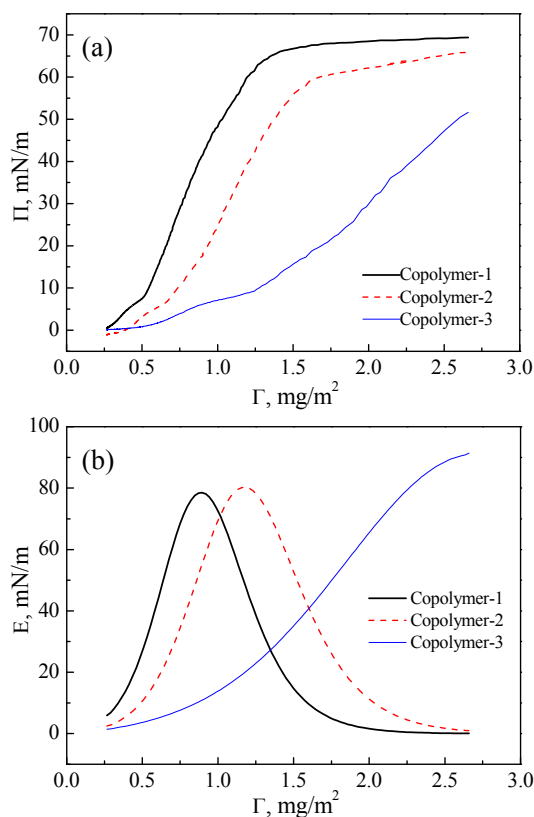 (a)
70
60
50
40
30
20
10
0
Π, mN/m
Copolymer-1
Copolymer-2
Copolymer-3
0.0 0.5 1.0 1.5 2.0 2.5 3.0
Γ, mg/m²
(b)
100
80
60
40
20
0
E, mN/m
Copolymer-1
Copolymer-2
Copolymer-3
0.0 0.5 1.0 1.5 2.0 2.5 3.0
Γ, mg/m²